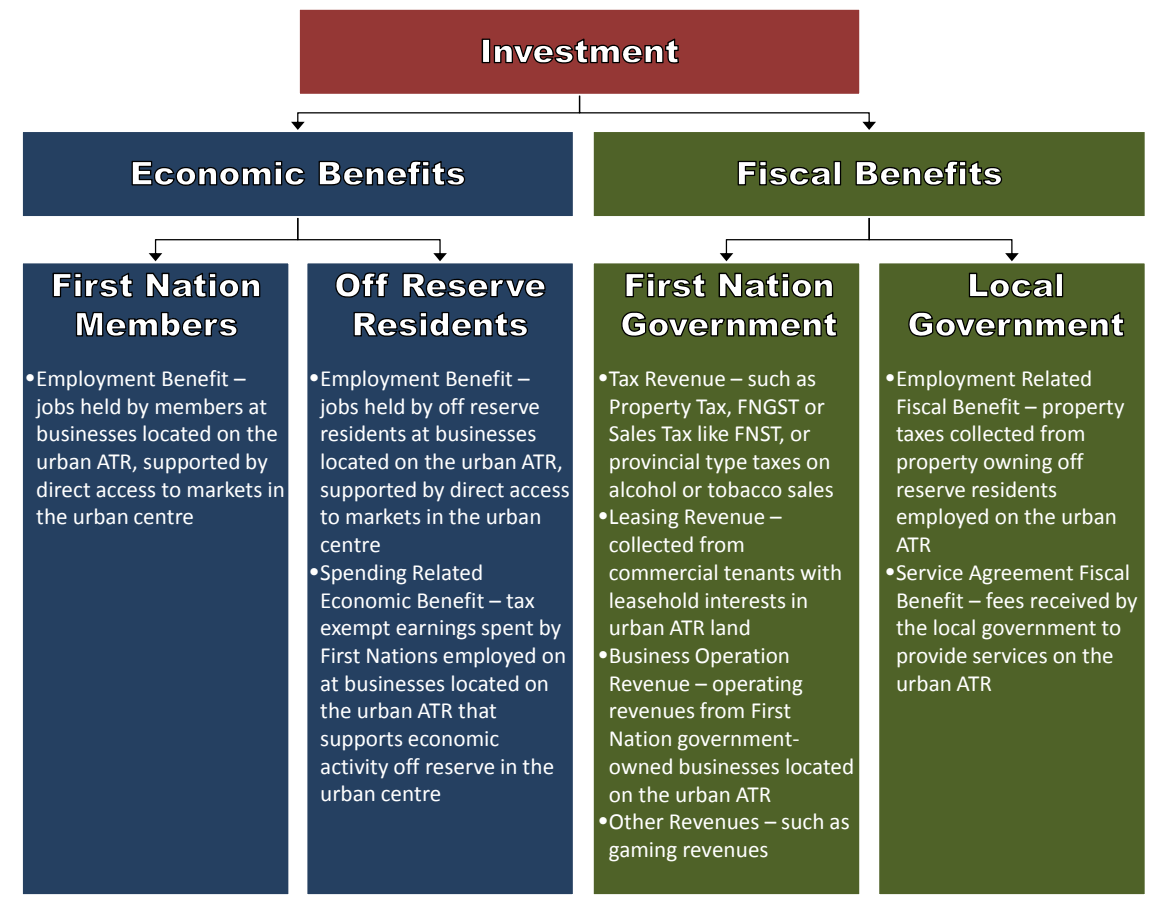 Investment
Economic Benefits
Fiscal Benefits
First Nation
Members
•Employment Benefit –
jobs held by members at
businesses located on the
urban ATR, supported by
direct access to markets in
the urban centre
Off Reserve
Residents
•Employment Benefit –
jobs held by off reserve
residents at businesses
located on the urban ATR,
supported by direct access
to markets in the urban
centre
•Spending Related
Economic Benefit – tax
exempt earnings spent by
First Nations employed on
at businesses located on
the urban ATR that
supports economic
activity off reserve in the
urban centre
First Nation
Government
•Tax Revenue – such as
Property Tax, FNGST or
Sales Tax like FNST, or
provincial type taxes on
alcohol or tobacco sales
•Leasing Revenue –
collected from
commercial tenants with
leasehold interests in
urban ATR land
•Business Operation
Revenue – operating
revenues from First
Nation government-
owned businesses located
on the urban ATR
•Other Revenues – such as
gaming revenues
Local
Government
•Employment Related
Fiscal Benefit – property
taxes collected from
property owning off
reserve residents
employed on the urban
ATR
•Service Agreement Fiscal
Benefit – fees received by
the local government to
provide services on the
urban ATR